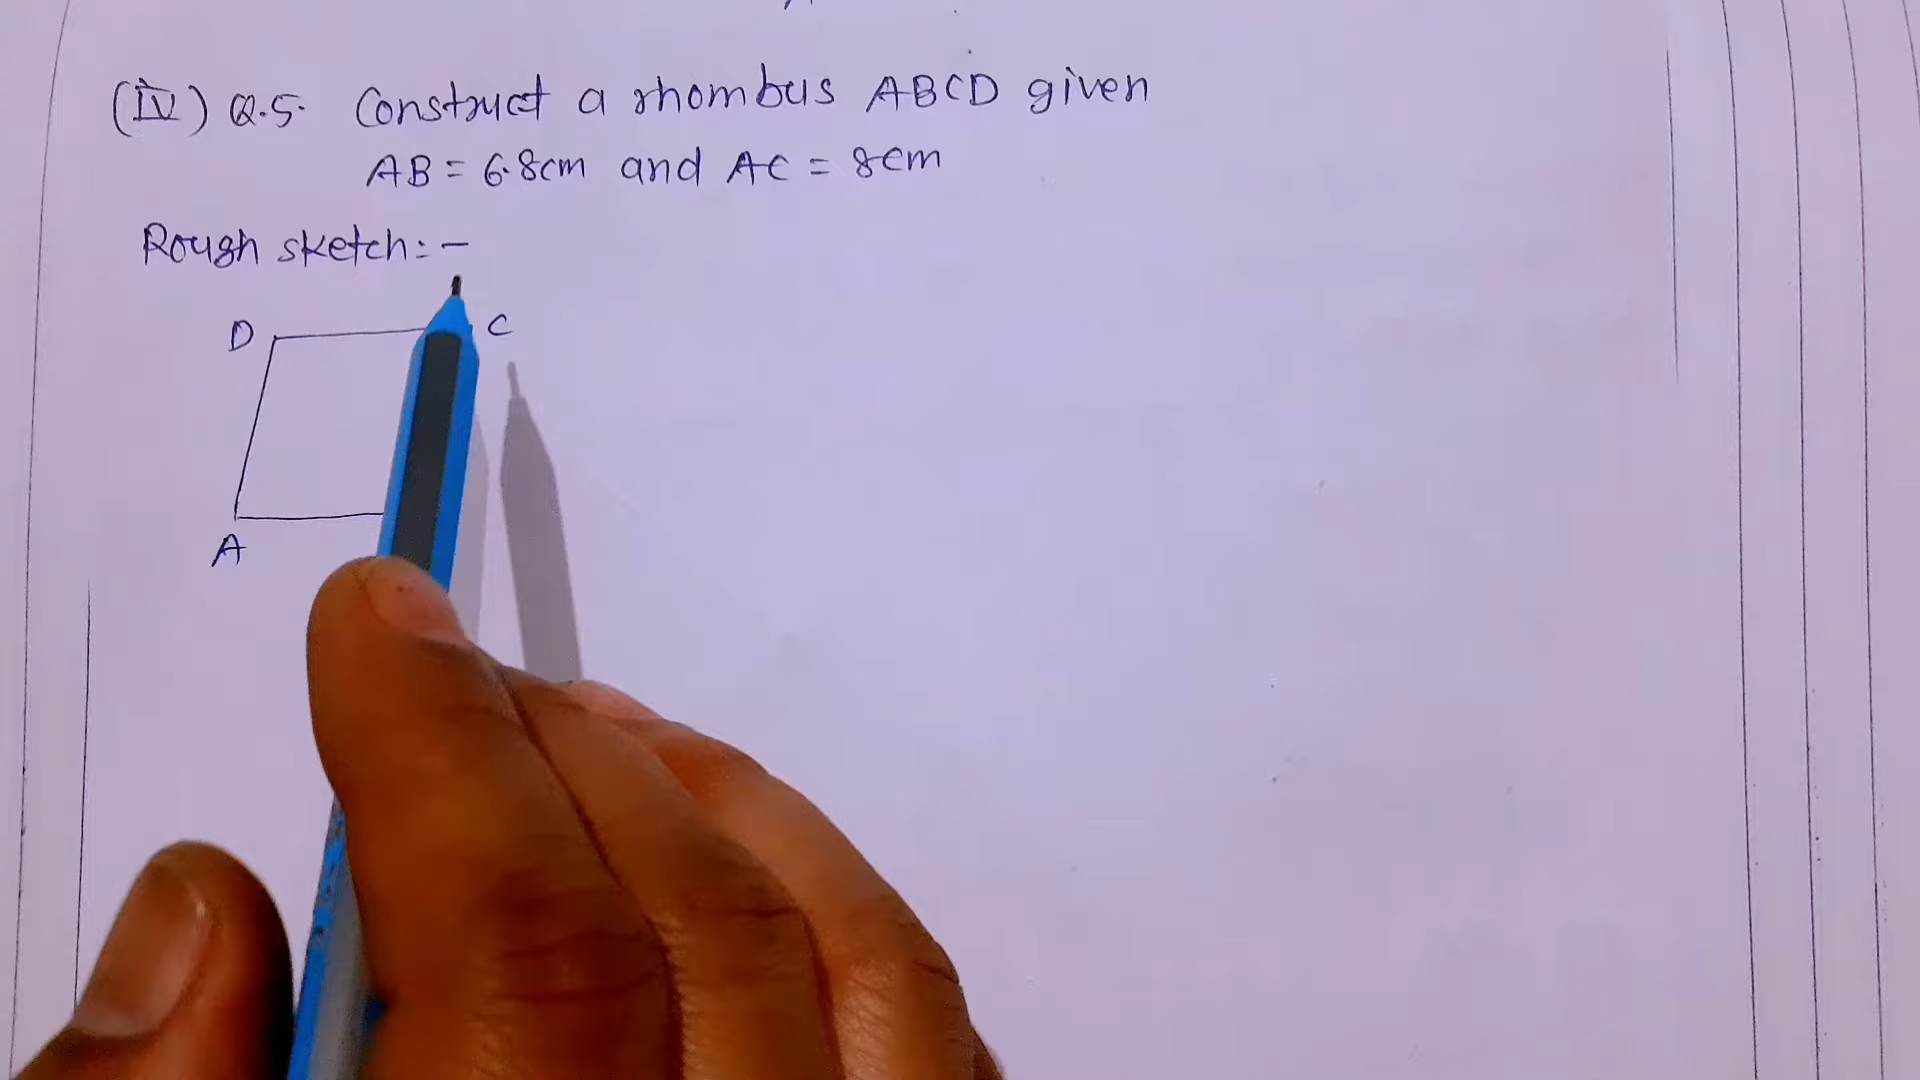 (IV) Q.5. Construct a rhombus ABCD given
AB = 6.8cm and AC = 8cm
Rough sketch:-
D C
A